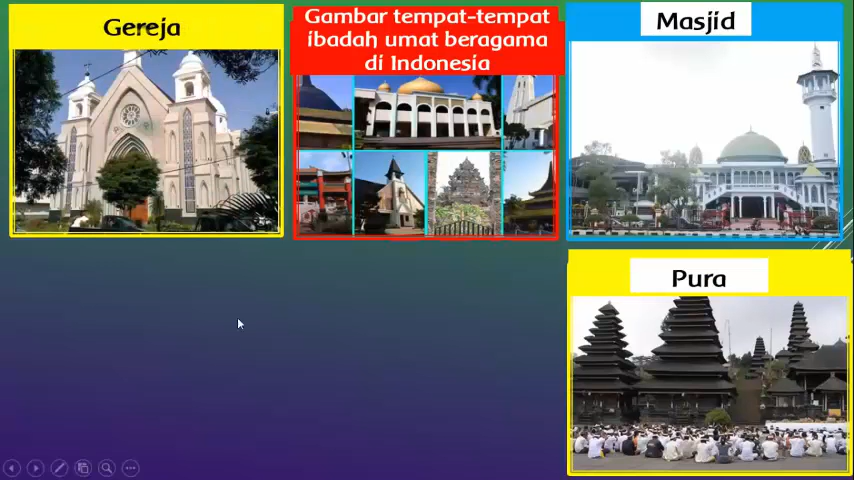 Gereja
Gambar tempat-tempat
ibadah umat beragama
di Indonesia
Masjid
Pura